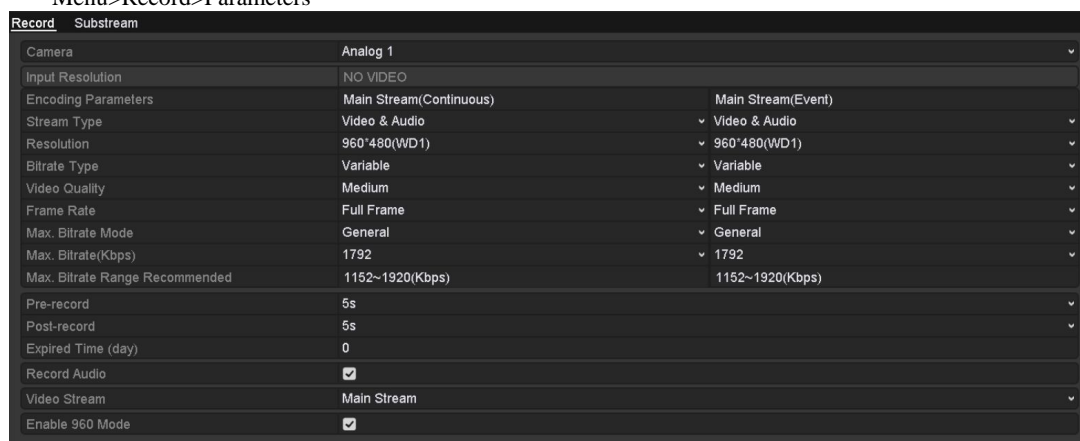 Menu>Record>Parameters
Record Substream
Camera Analog 1
Input Resolution NO VIDEO
Encoding Parameters Main Stream(Continuous) Main Stream(Event)
Stream Type Video & Audio Video & Audio
Resolution 960*480(WD1) 960*480(WD1)
Bitrate Type Variable Variable
Video Quality Medium Medium
Frame Rate Full Frame Full Frame
Max. Bitrate Mode General General
Max. Bitrate(Kbps) 1792 1792
Max. Bitrate Range Recommended 1152~1920(Kbps) 1152~1920(Kbps)
Pre-record 5s
Post-record 5s
Expired Time (day) 0
Record Audio
Video Stream Main Stream
Enable 960 Mode